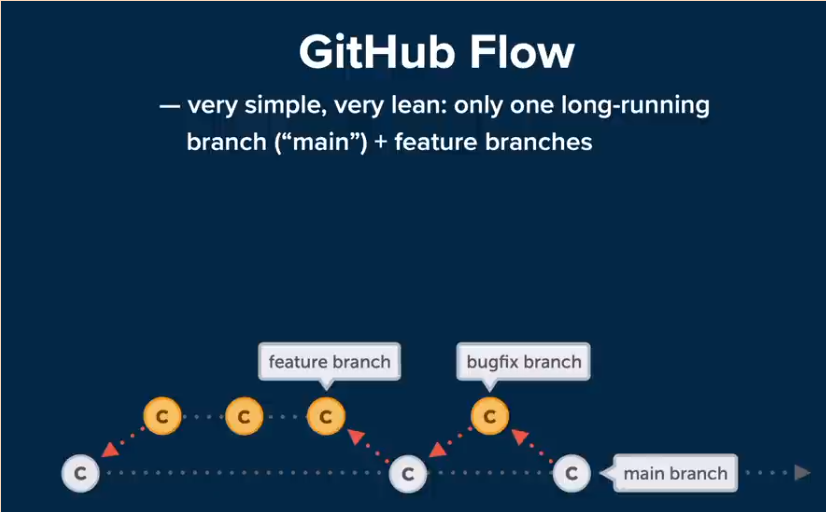 GitHub Flow
— very simple, very lean: only one long-running
branch (“main”) + feature branches
feature branch
bugfix branch
C C C C
C C C
main branch